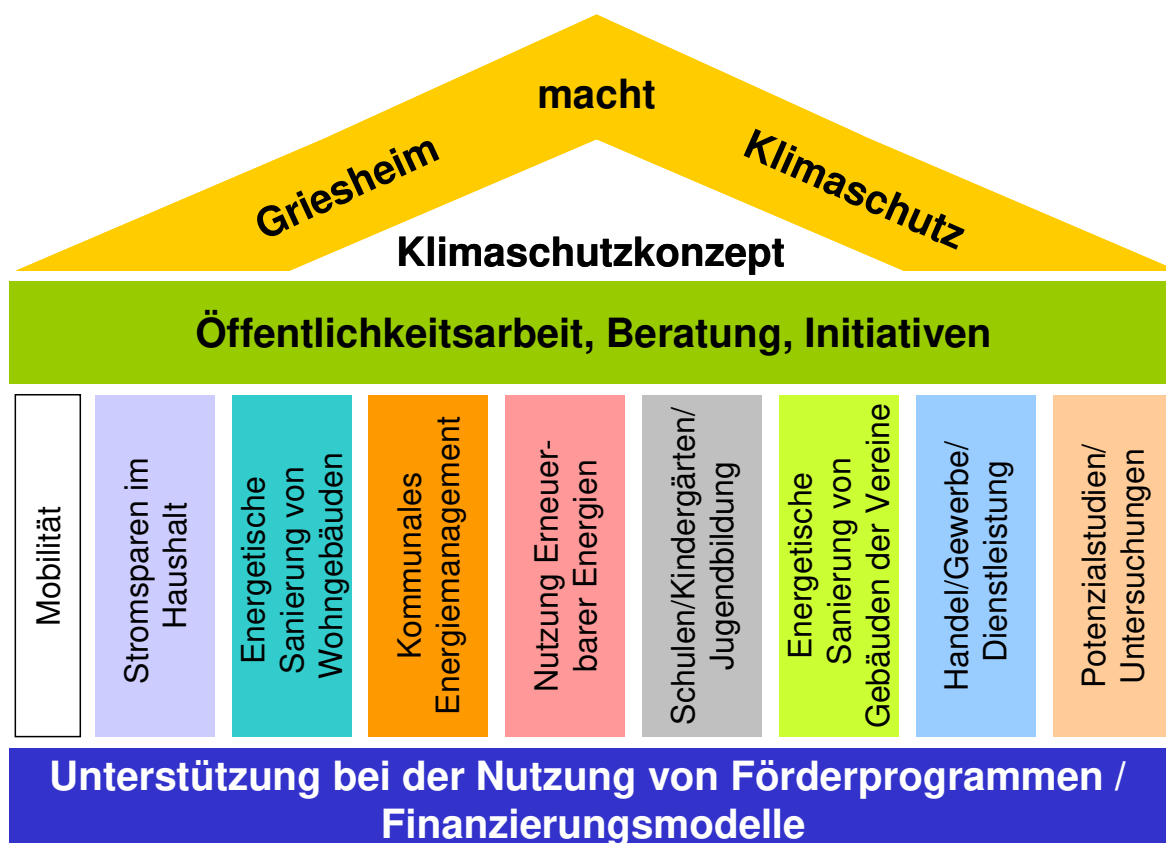 macht
Griesheim
Klimaschutz
Klimaschutzkonzept
Öffentlichkeitsarbeit, Beratung, Initiativen
Mobilität
Stromsparen im
Haushalt
Energetische
Sanierung von
Wohngebäuden
Kommunales
Energiemanagement
Nutzung Erneuer-
barer Energien
Schulen/Kindergärten/
Jugendbildung
Energetische
Sanierung von
Gebäuden der Vereine
Handel/Gewerbe/
Dienstleistung
Potenzialstudien/
Untersuchungen
Unterstützung bei der Nutzung von Förderprogrammen /
Finanzierungsmodelle